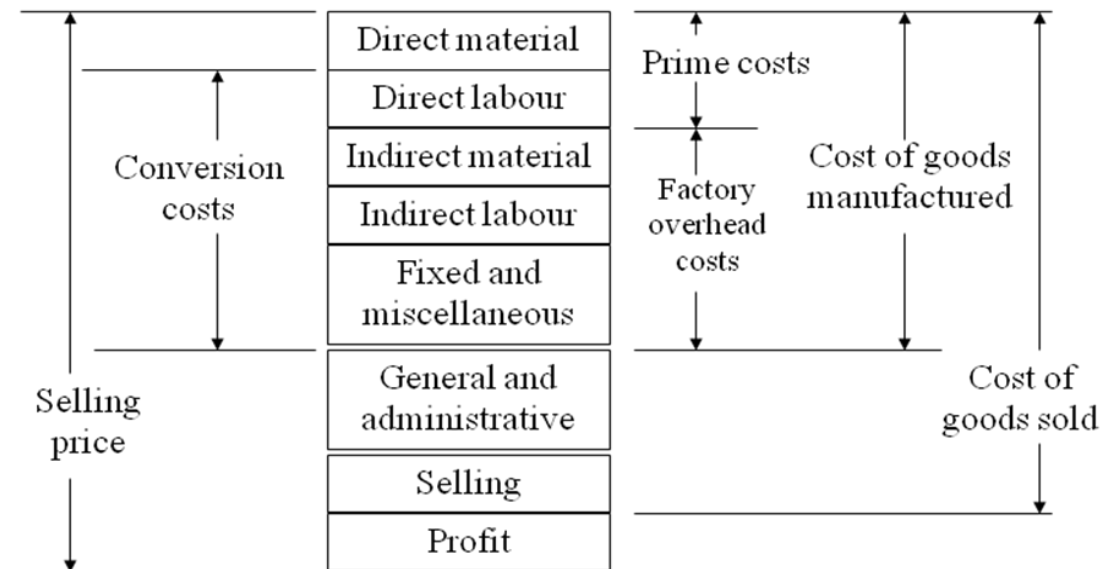 Direct material
Direct labour
Indirect material
Indirect labour
Fixed and
miscellaneous
General and
administrative
Selling
Profit
Conversion
costs
Selling
price
Prime costs
Factory
overhead
costs
Cost of goods
manufactured
Cost of
goods sold